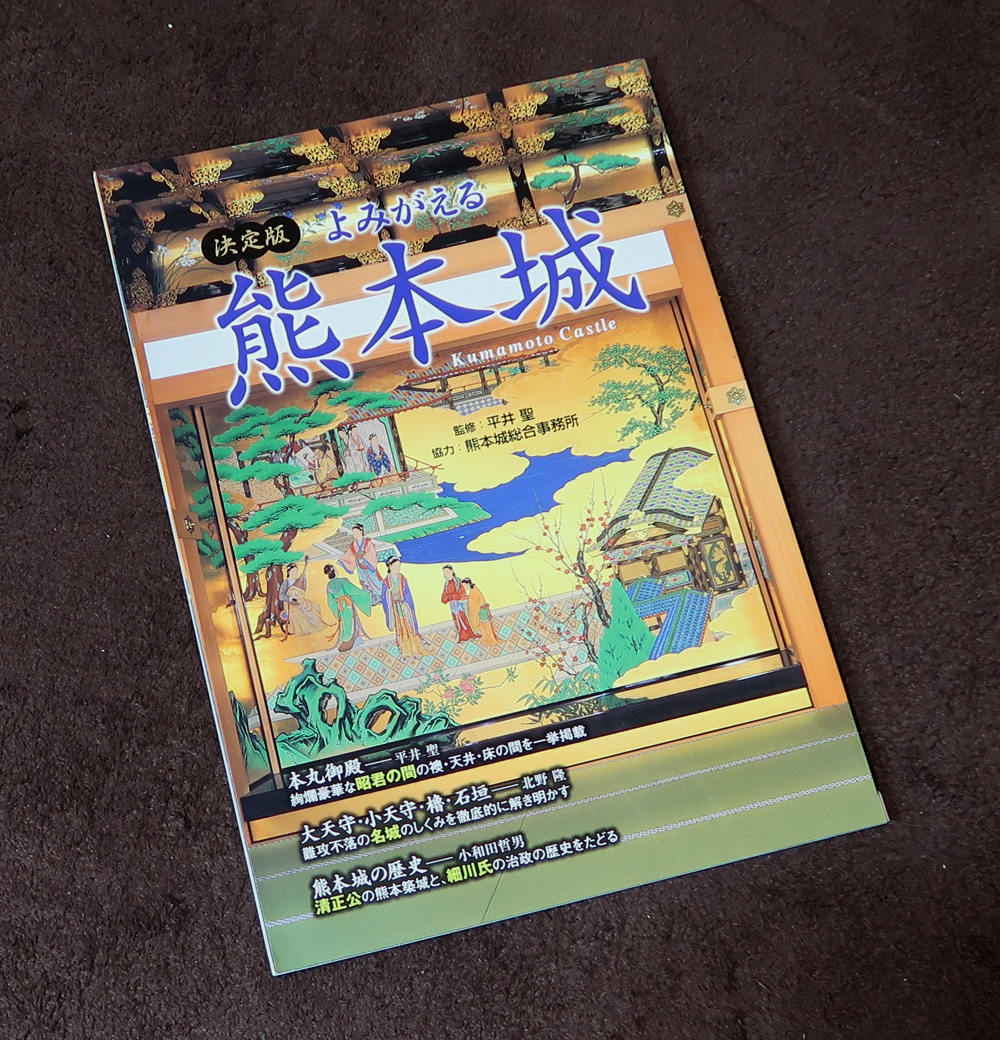 決定版
よみがえる
熊本城
Kumamoto Castle
監修：平井 聖
協力：熊本城総合事務所
本丸御殿──平井 聖
絢爛豪華な昭君の間の襖・天井・床の間を一挙掲載
大天守・小天守・櫓・石垣──北野 隆
難攻不落の名城のしくみを徹底的に解き明かす
熊本城の歴史──小和田哲男
清正公の熊本築城と、細川氏の治政の歴史をたどる